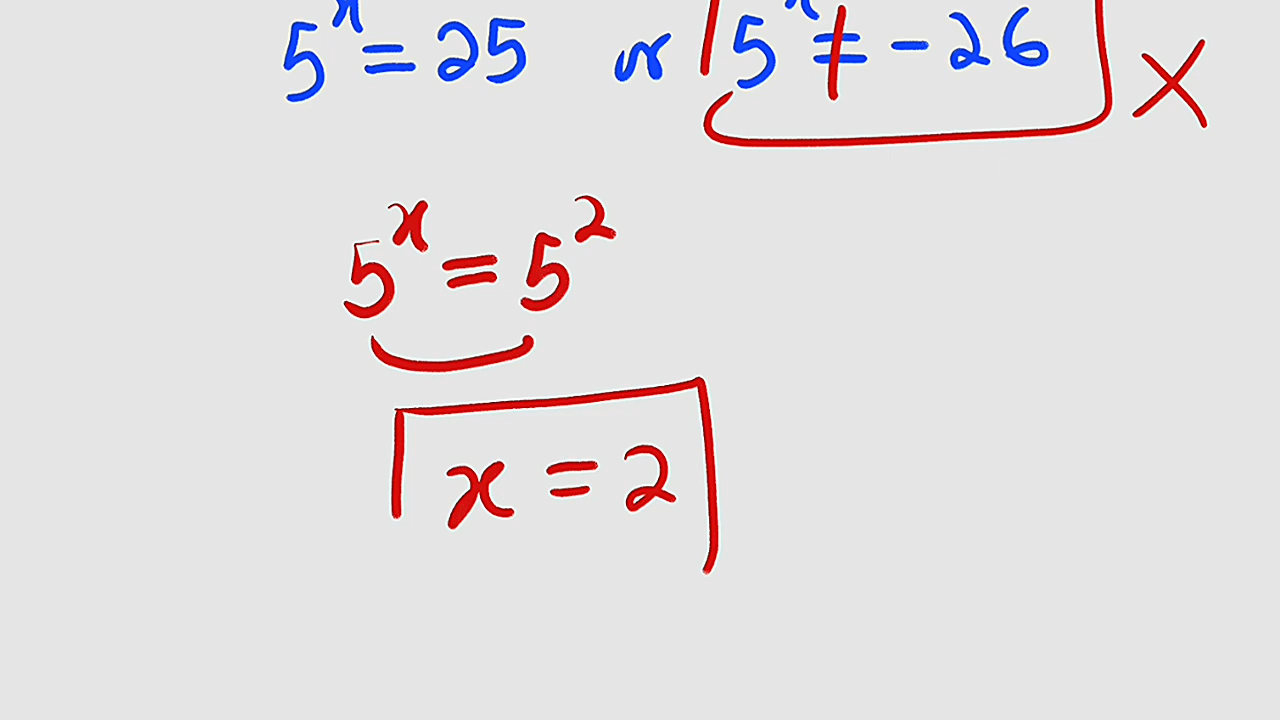 5^x = 25 or 5^x ≠ -26 X
5^x = 5^2
x = 2